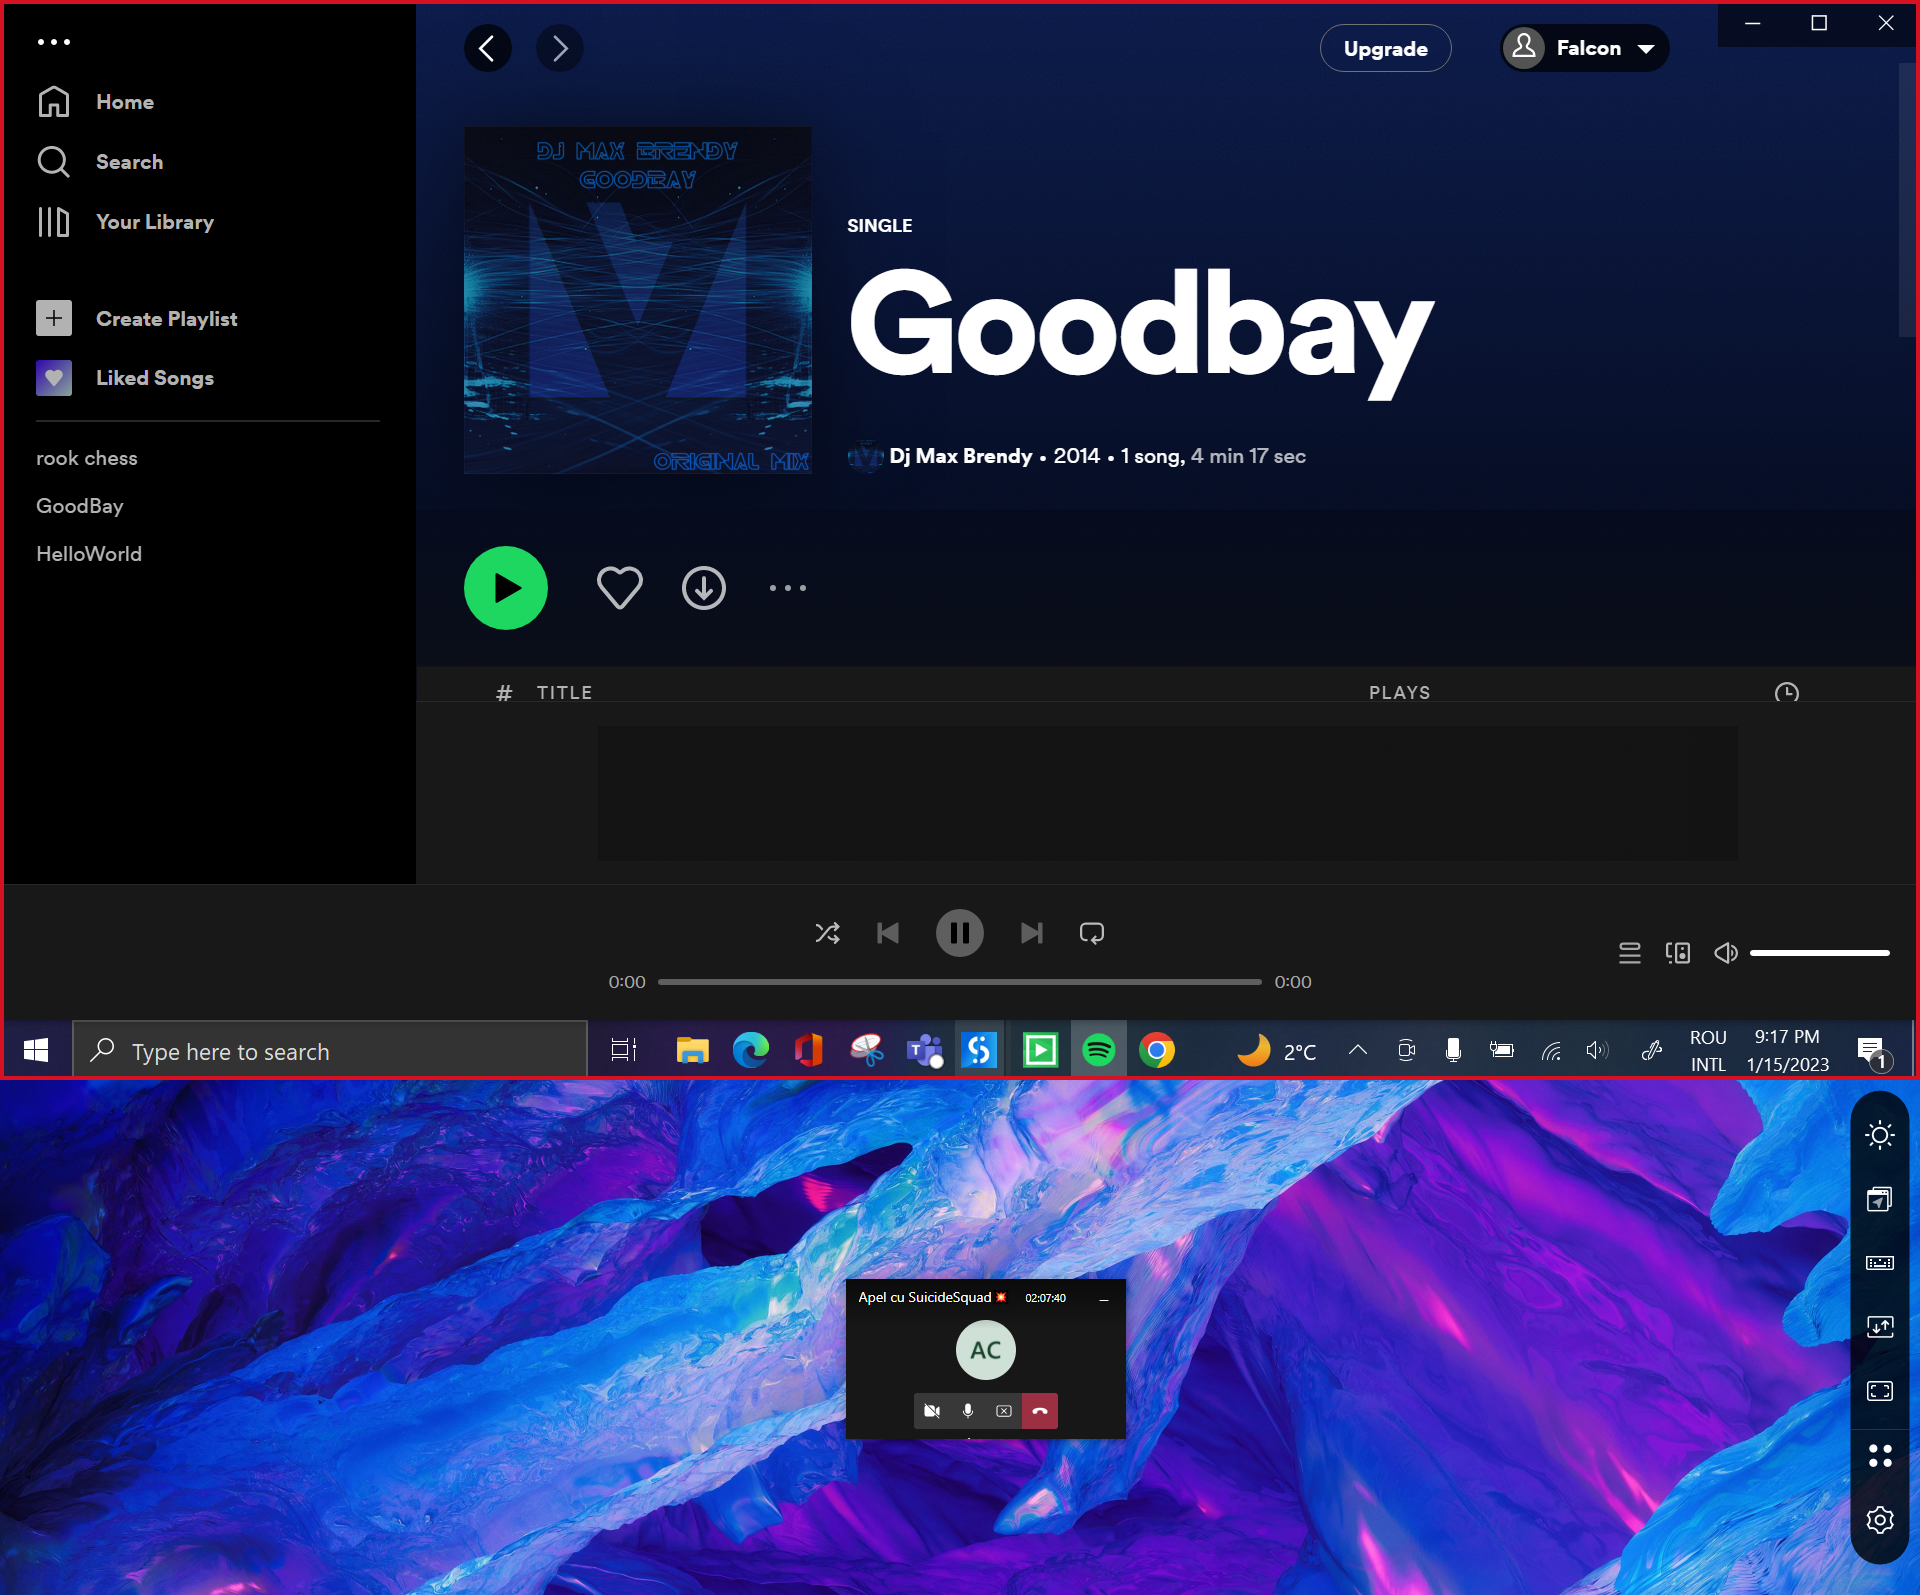 Home
Search
Your Library
Create Playlist
Liked Songs
rook chess
GoodBay
HelloWorld
Upgrade
Falcon
DJ MAX BRENDY
GOODBAY
ORIGINAL MIX
SINGLE
Goodbay
Dj Max Brendy • 2014 • 1 song, 4 min 17 sec
# TITLE PLAYS
0:00 0:00
Type here to search
2°C
ROU
INTL
9:17 PM
1/15/2023
1
Apel cu SuicideSquad💥 02:07:40
AC